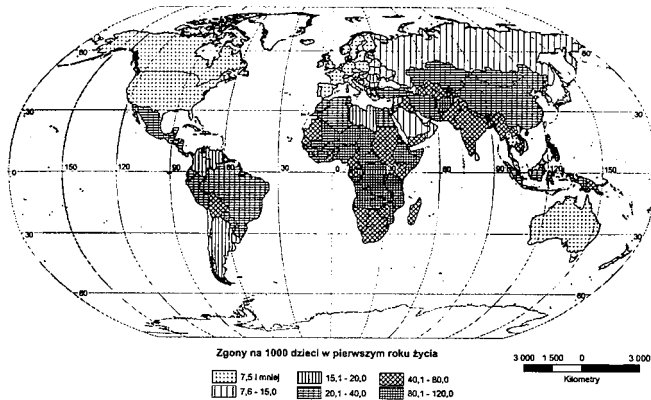 60 60
30 30
0 150 120 90 60 30 0 60 90
30 30
60 60
Zgony na 1000 dzieci w pierwszym roku życia
7,5 i mniej 15,1 - 20,0 40,1 - 80,0
7,6 - 15,0 20,1 - 40,0 80,1 - 120,0
3 000 1 500 0 3 000
Kilometry